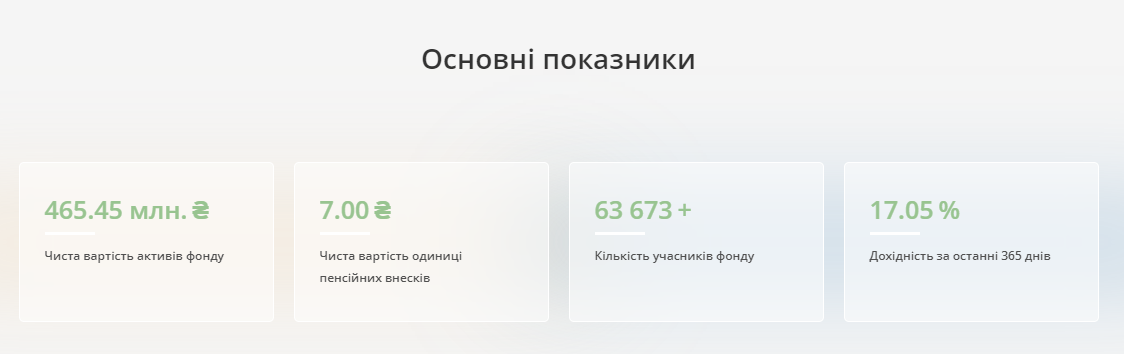 Основні показники
465.45 млн. ₴
Чиста вартість активів фонду
7.00 ₴
Чиста вартість одиниці
пенсійних внесків
63 673 +
Кількість учасників фонду
17.05 %
Дохідність за останні 365 днів